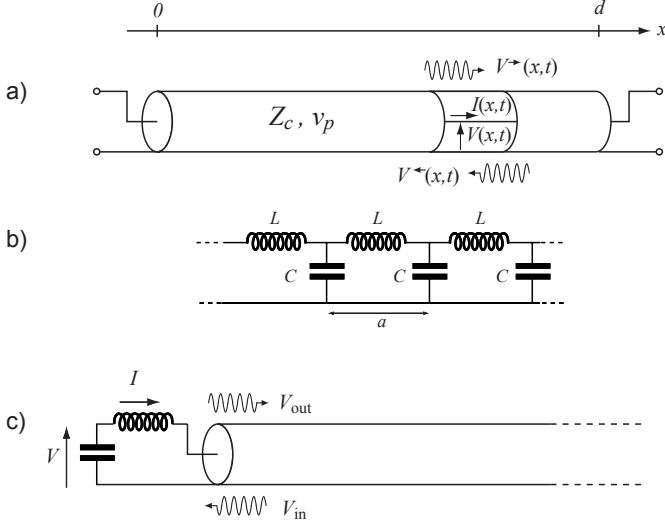 0 d x
V→(x,t)
a)
Z_c , v_p
I(x,t)
V(x,t)
V←(x,t)
b)
L L L
C C C
a
c)
I
V_out
V
V_in